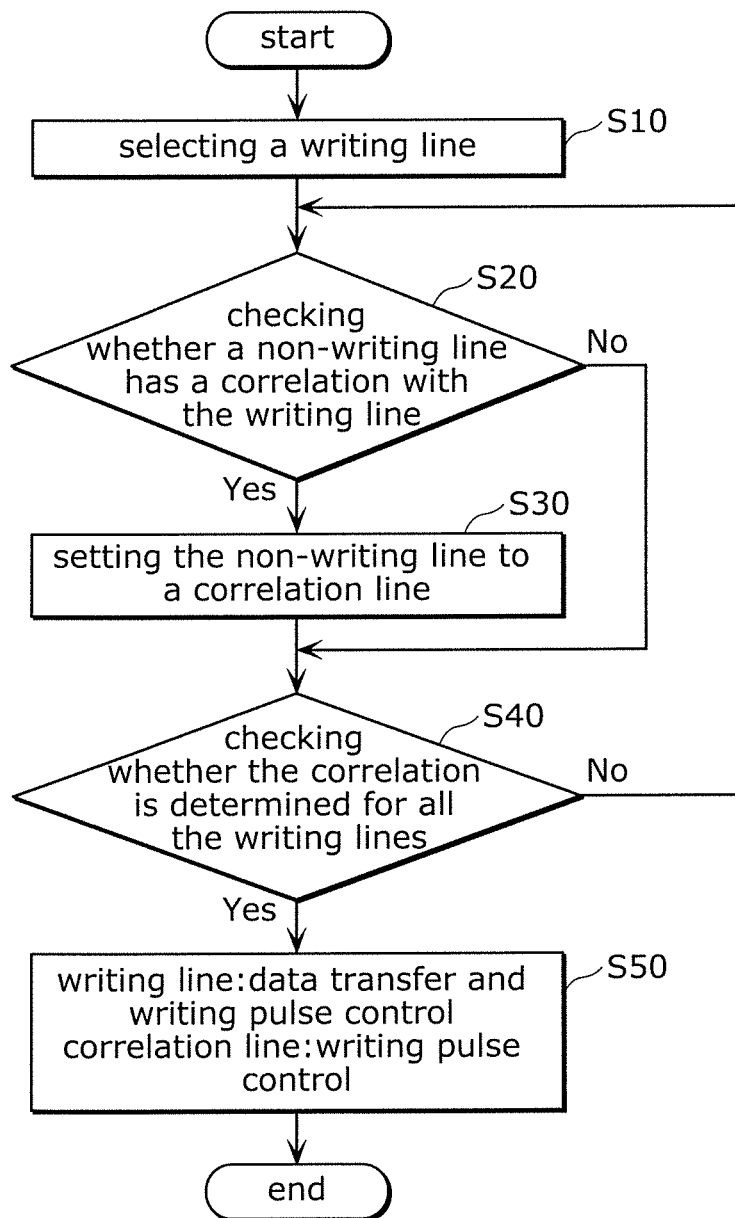 start
selecting a writing line
S10
S20
checking
whether a non-writing line
has a correlation with
the writing line
No
Yes
S30
setting the non-writing line to
a correlation line
S40
checking
whether the correlation
is determined for all
the writing lines
No
Yes
S50
writing line:data transfer and
writing pulse control
correlation line:writing pulse
control
end